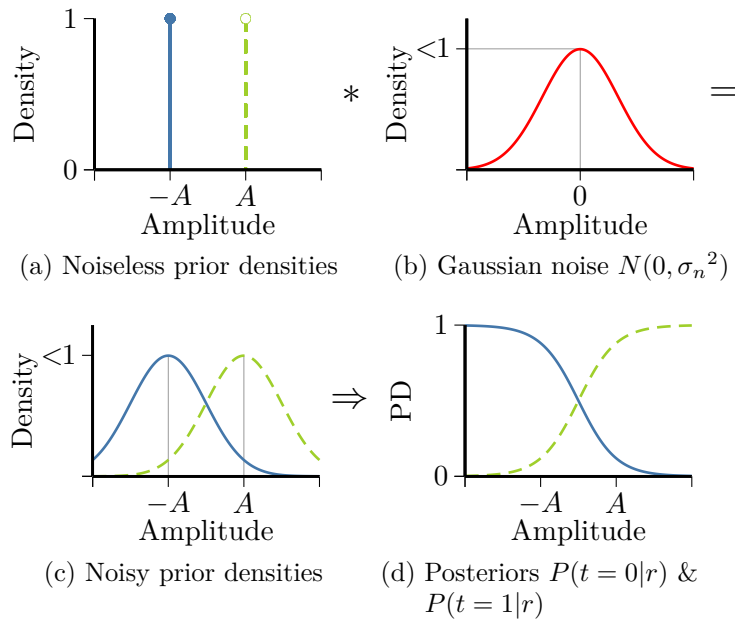 1
Density
0
−A
A
Amplitude
(a) Noiseless prior densities
*
<1
Density
0
Amplitude
(b) Gaussian noise N(0, σₙ²)
=
<1
Density
−A
A
Amplitude
(c) Noisy prior densities
⇒
1
PD
0
−A
A
Amplitude
(d) Posteriors P(t = 0|r) &
P(t = 1|r)